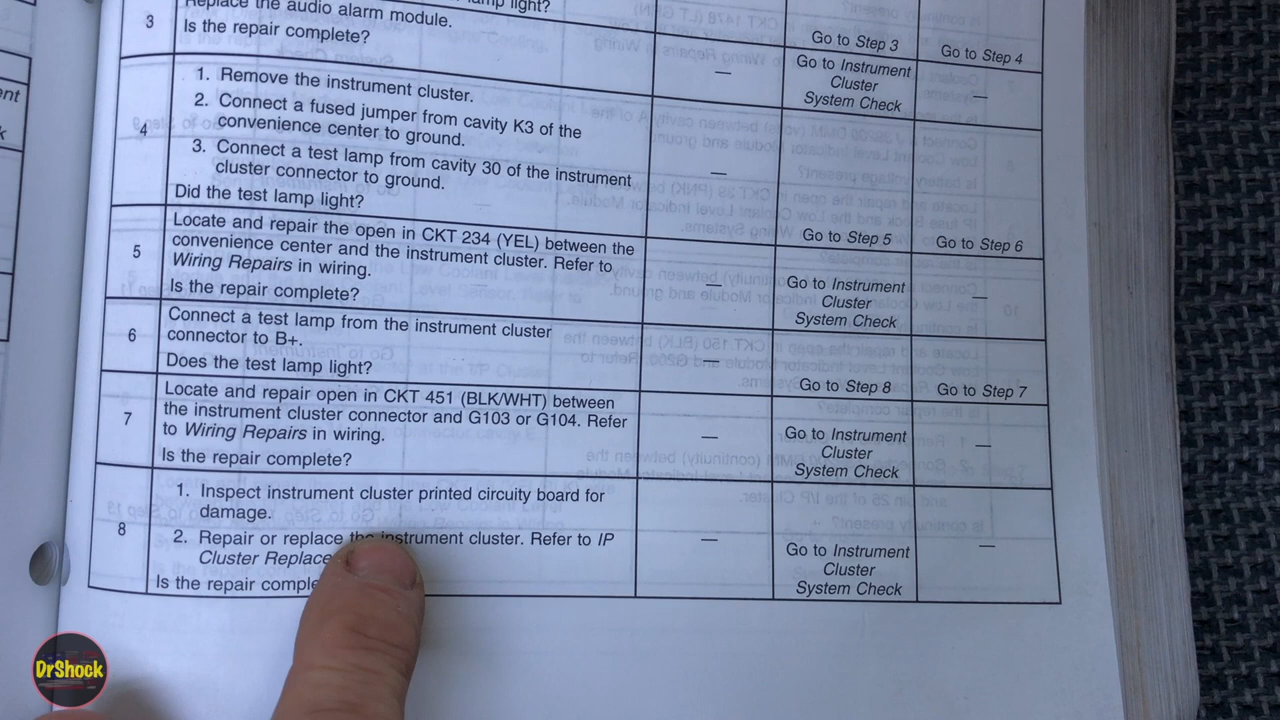 lamp light?
Go to Step 3
Go to Step 4
3
Replace the audio alarm module.
Is the repair complete?
—
Go to Instrument
Cluster
System Check
—
4
1. Remove the instrument cluster.
2. Connect a fused jumper from cavity K3 of the
convenience center to ground.
3. Connect a test lamp from cavity 30 of the instrument
cluster connector to ground.
Did the test lamp light?
—
Go to Step 5
Go to Step 6
5
Locate and repair the open in CKT 234 (YEL) between the
convenience center and the instrument cluster. Refer to
Wiring Repairs in wiring.
Is the repair complete?
—
Go to Instrument
Cluster
System Check
—
6
Connect a test lamp from the instrument cluster
connector to B+.
Does the test lamp light?
—
Go to Step 8
Go to Step 7
7
Locate and repair open in CKT 451 (BLK/WHT) between
the instrument cluster connector and G103 or G104. Refer
to Wiring Repairs in wiring.
Is the repair complete?
—
Go to Instrument
Cluster
System Check
—
8
1. Inspect instrument cluster printed circuity board for
damage.
2. Repair or replace the instrument cluster. Refer to IP
Cluster Replace
Is the repair comple
—
Go to Instrument
Cluster
System Check
—
DrShock